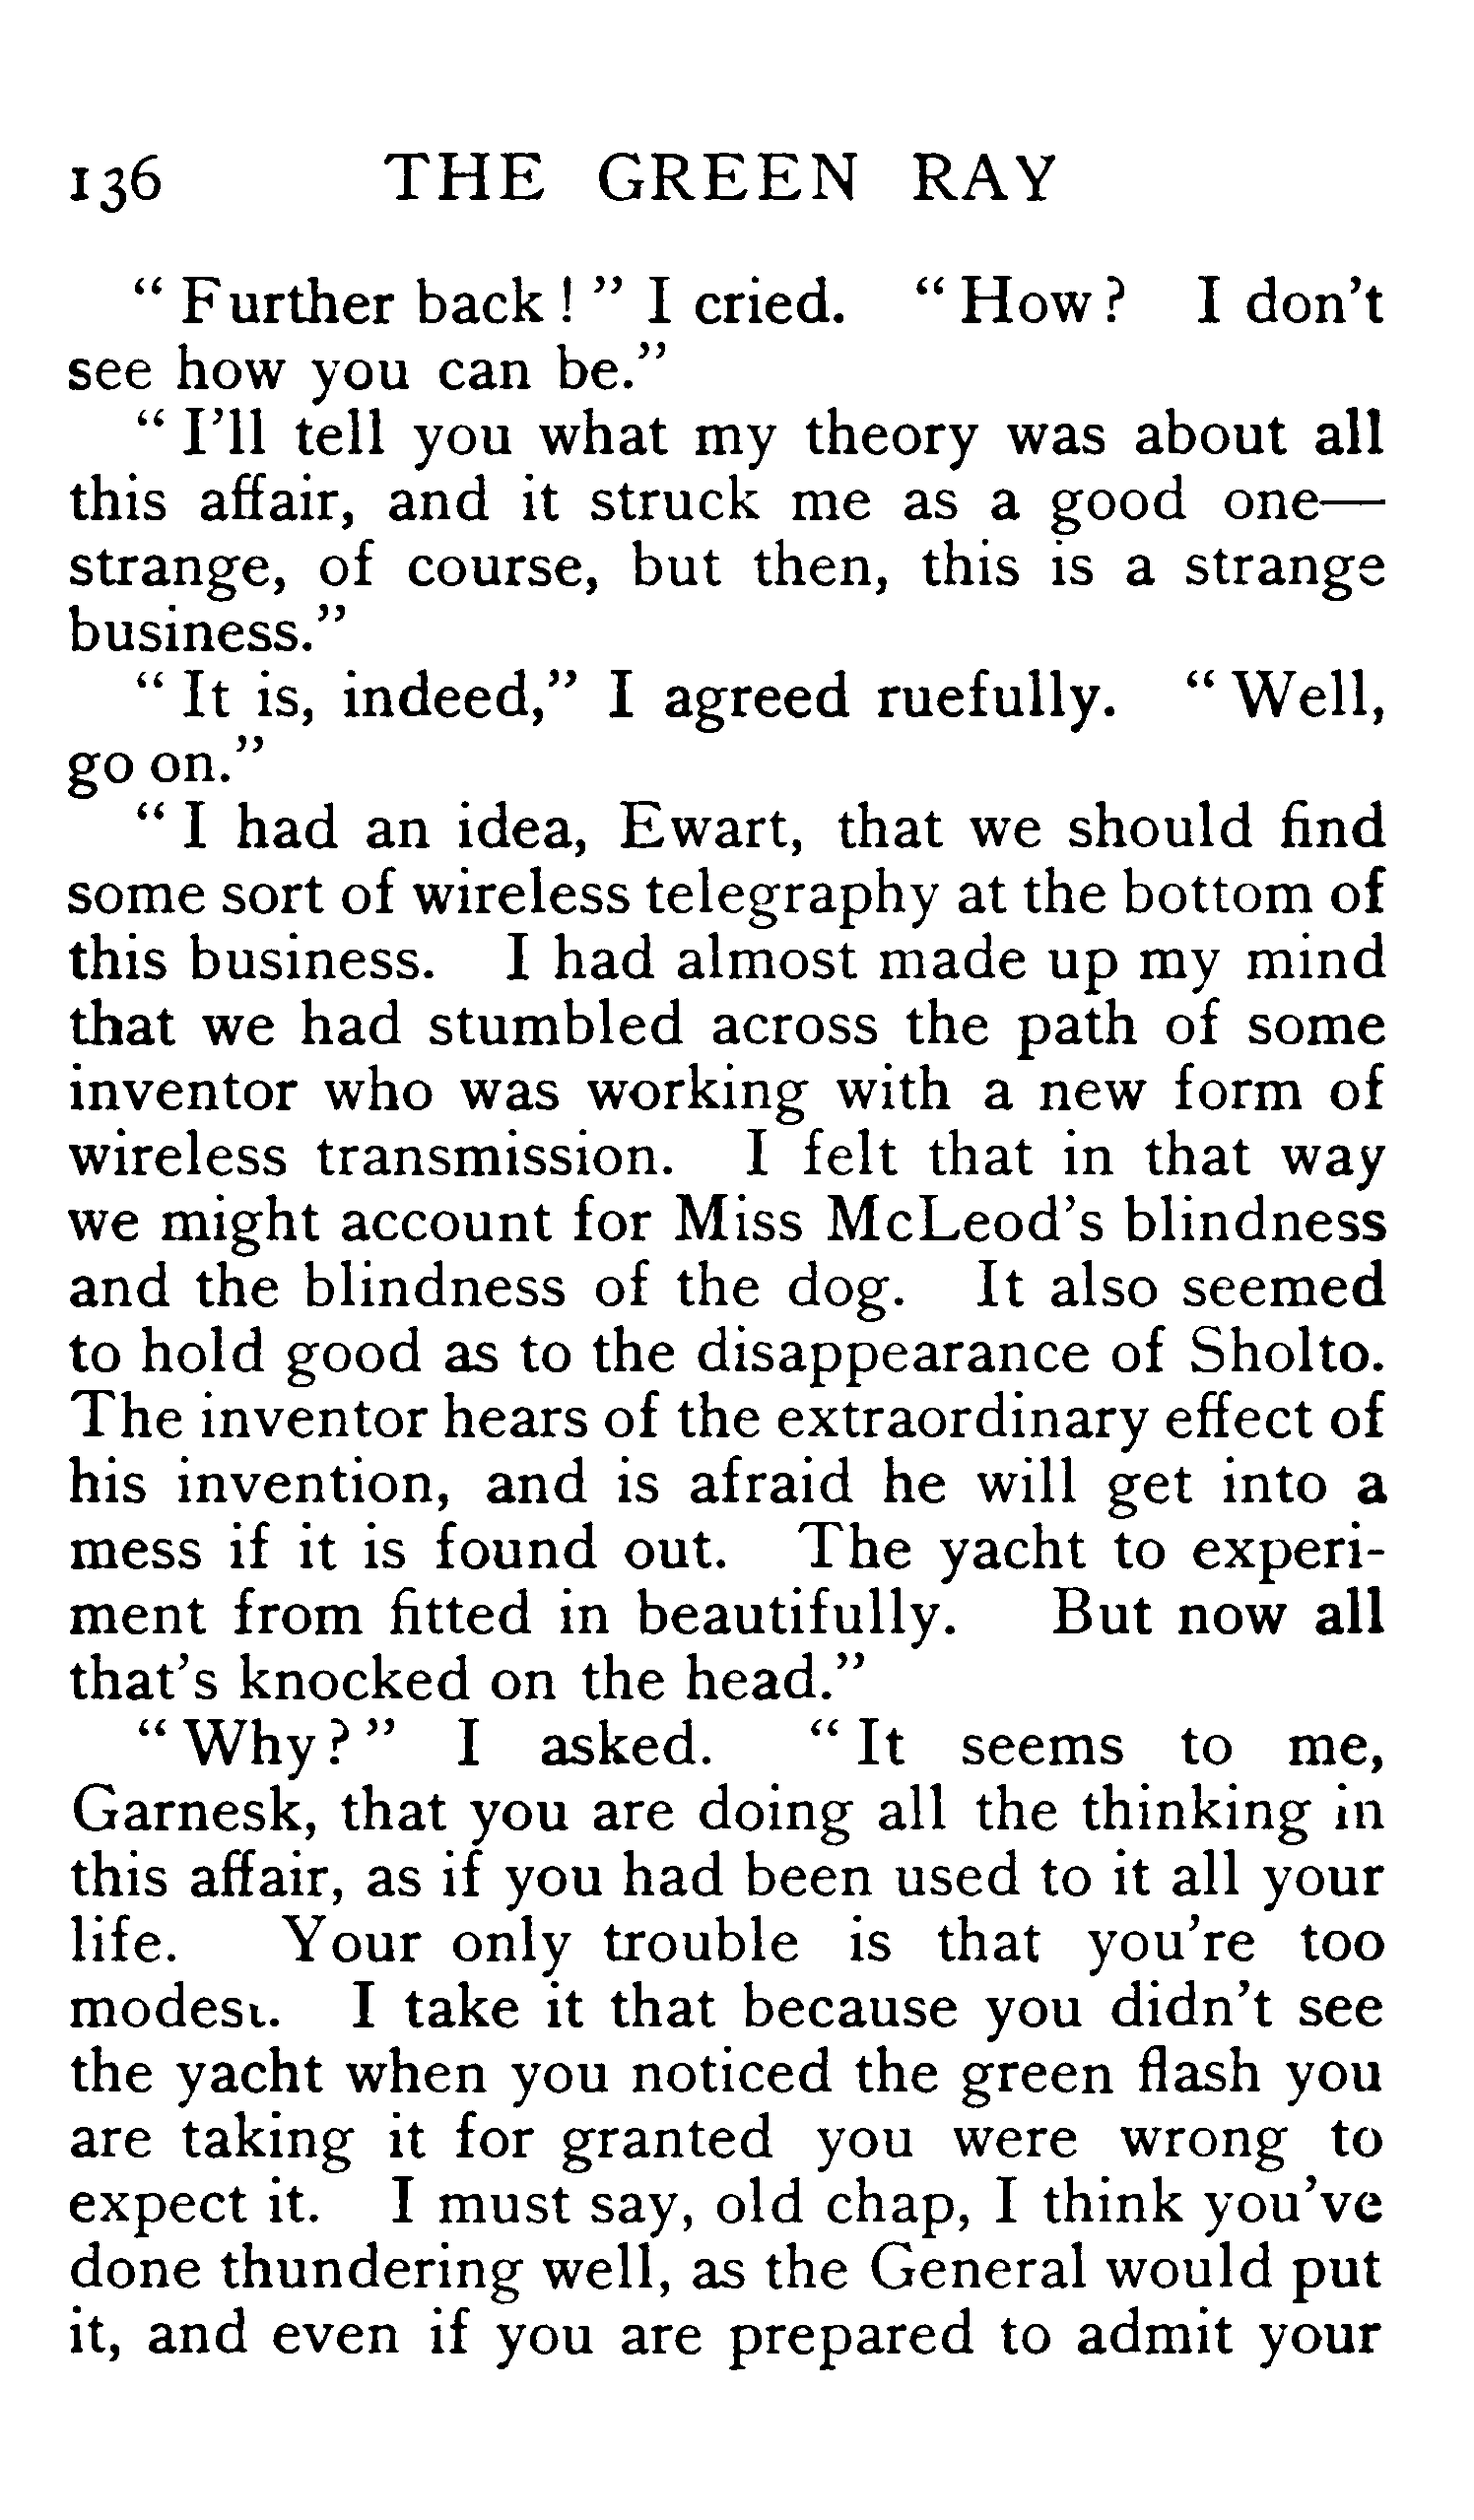 136 THE GREEN RAY
" Further back ! " I cried. " How ? I don't
see how you can be."
" I'll tell you what my theory was about all
this affair, and it struck me as a good one—
strange, of course, but then, this is a strange
business."
" It is, indeed," I agreed ruefully. " Well,
go on."
" I had an idea, Ewart, that we should find
some sort of wireless telegraphy at the bottom of
this business. I had almost made up my mind
that we had stumbled across the path of some
inventor who was working with a new form of
wireless transmission. I felt that in that way
we might account for Miss McLeod's blindness
and the blindness of the dog. It also seemed
to hold good as to the disappearance of Sholto.
The inventor hears of the extraordinary effect of
his invention, and is afraid he will get into a
mess if it is found out. The yacht to experi-
ment from fitted in beautifully. But now all
that's knocked on the head."
" Why ? " I asked. " It seems to me,
Garnesk, that you are doing all the thinking in
this affair, as if you had been used to it all your
life. Your only trouble is that you're too
modest. I take it that because you didn't see
the yacht when you noticed the green flash you
are taking it for granted you were wrong to
expect it. I must say, old chap, I think you've
done thundering well, as the General would put
it, and even if you are prepared to admit your